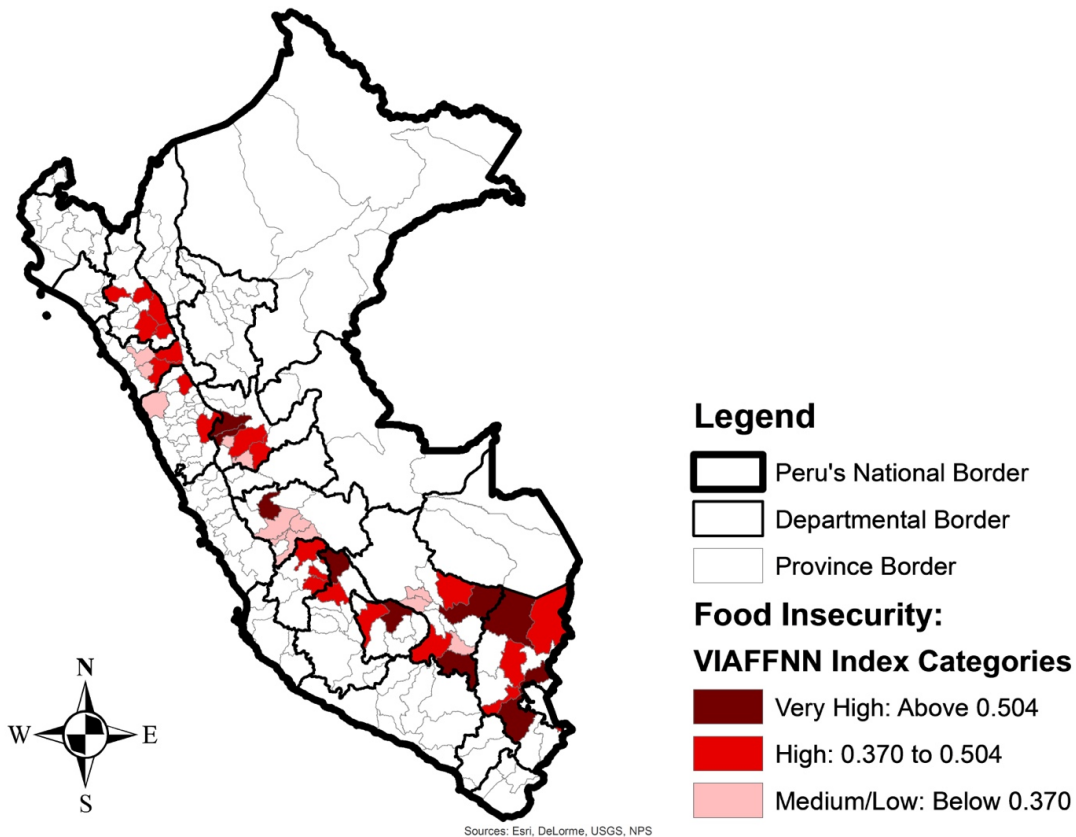 Legend
Peru's National Border
Departmental Border
Province Border
Food Insecurity:
VIAFFNN Index Categories
Very High: Above 0.504
High: 0.370 to 0.504
Medium/Low: Below 0.370
N
W E
S
Sources: Esri, DeLorme, USGS, NPS